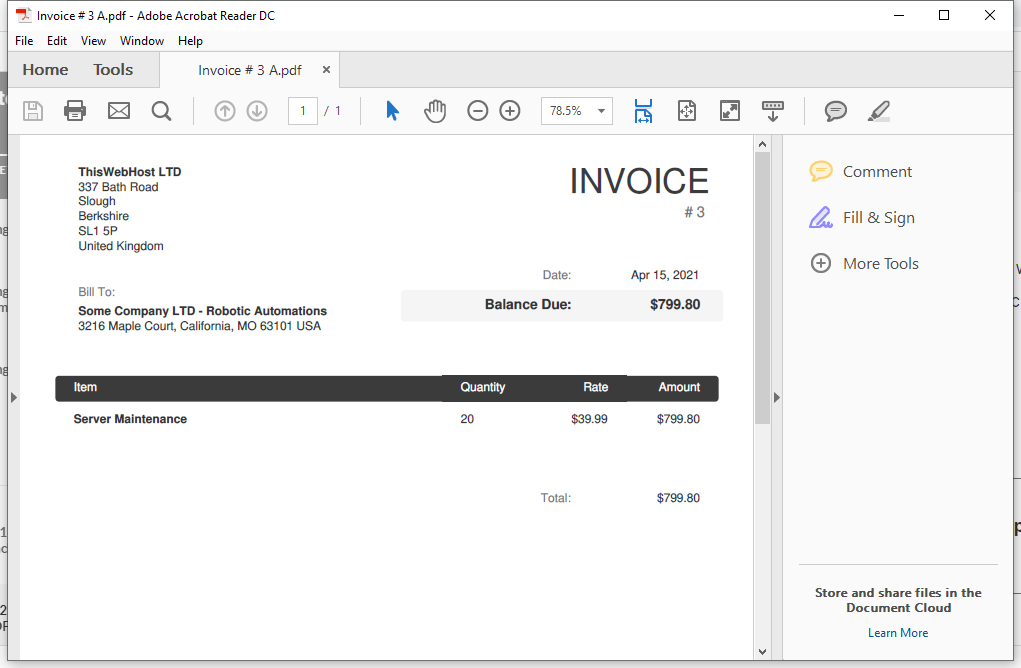 Invoice # 3 A.pdf - Adobe Acrobat Reader DC
File Edit View Window Help
Home Tools Invoice # 3 A.pdf ×
1 / 1 78.5%
ThisWebHost LTD
337 Bath Road
Slough
Berkshire
SL1 5P
United Kingdom
INVOICE
# 3
Date: Apr 15, 2021
Balance Due: $799.80
Bill To:
Some Company LTD - Robotic Automations
3216 Maple Court, California, MO 63101 USA
Item Quantity Rate Amount
Server Maintenance 20 $39.99 $799.80
Total: $799.80
Comment
Fill & Sign
More Tools
Store and share files in the
Document Cloud
Learn More